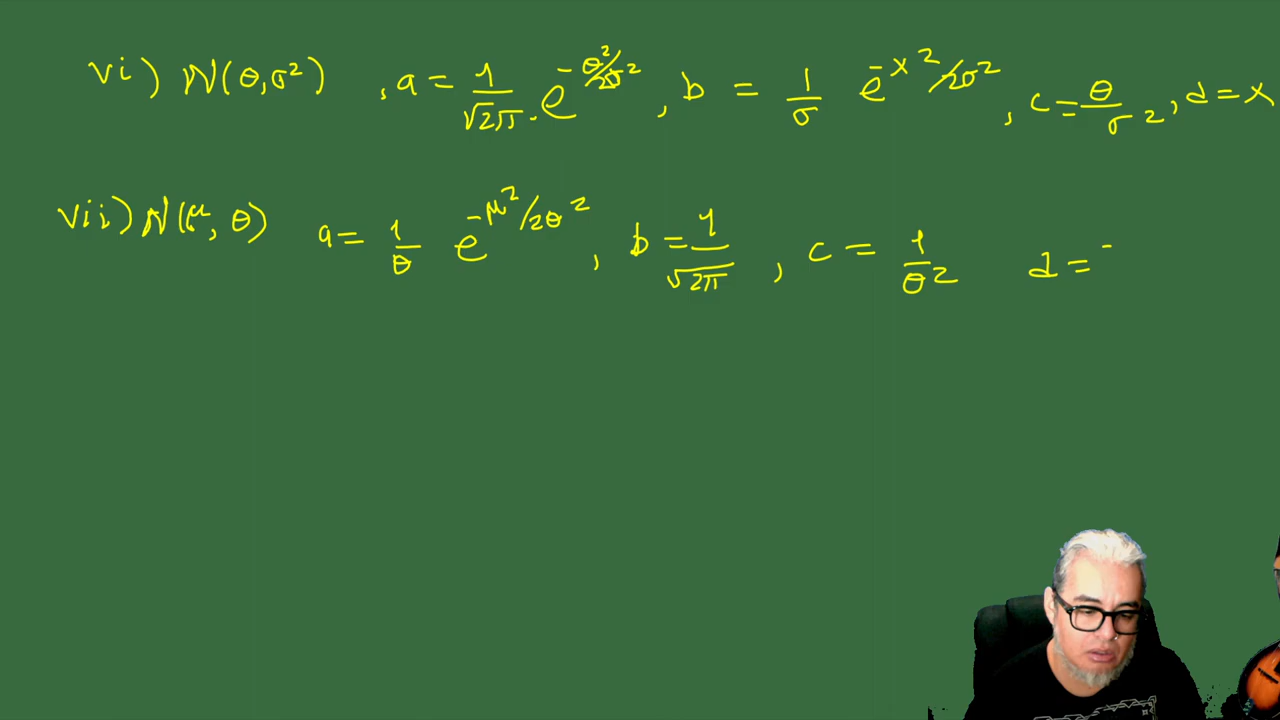 vi) N(θ,σ²) , a = 1/√2π · e^(-θ²/2σ²) , b = 1/σ e^(-x²/2σ²) , c = θ/σ² , d = x
vii) N(μ, θ) a = 1/θ e^(-μ²/2θ²) , b = 1/√2π , c = 1/θ² d = -